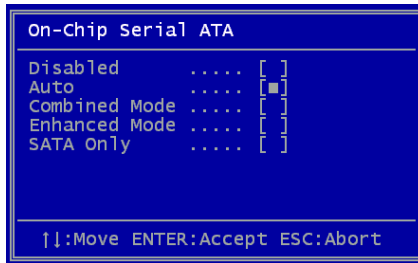 On-Chip Serial ATA
Disabled ..... [ ]
Auto ..... [■]
Combined Mode ..... [ ]
Enhanced Mode ..... [ ]
SATA Only ..... [ ]
↑↓:Move ENTER:Accept ESC:Abort